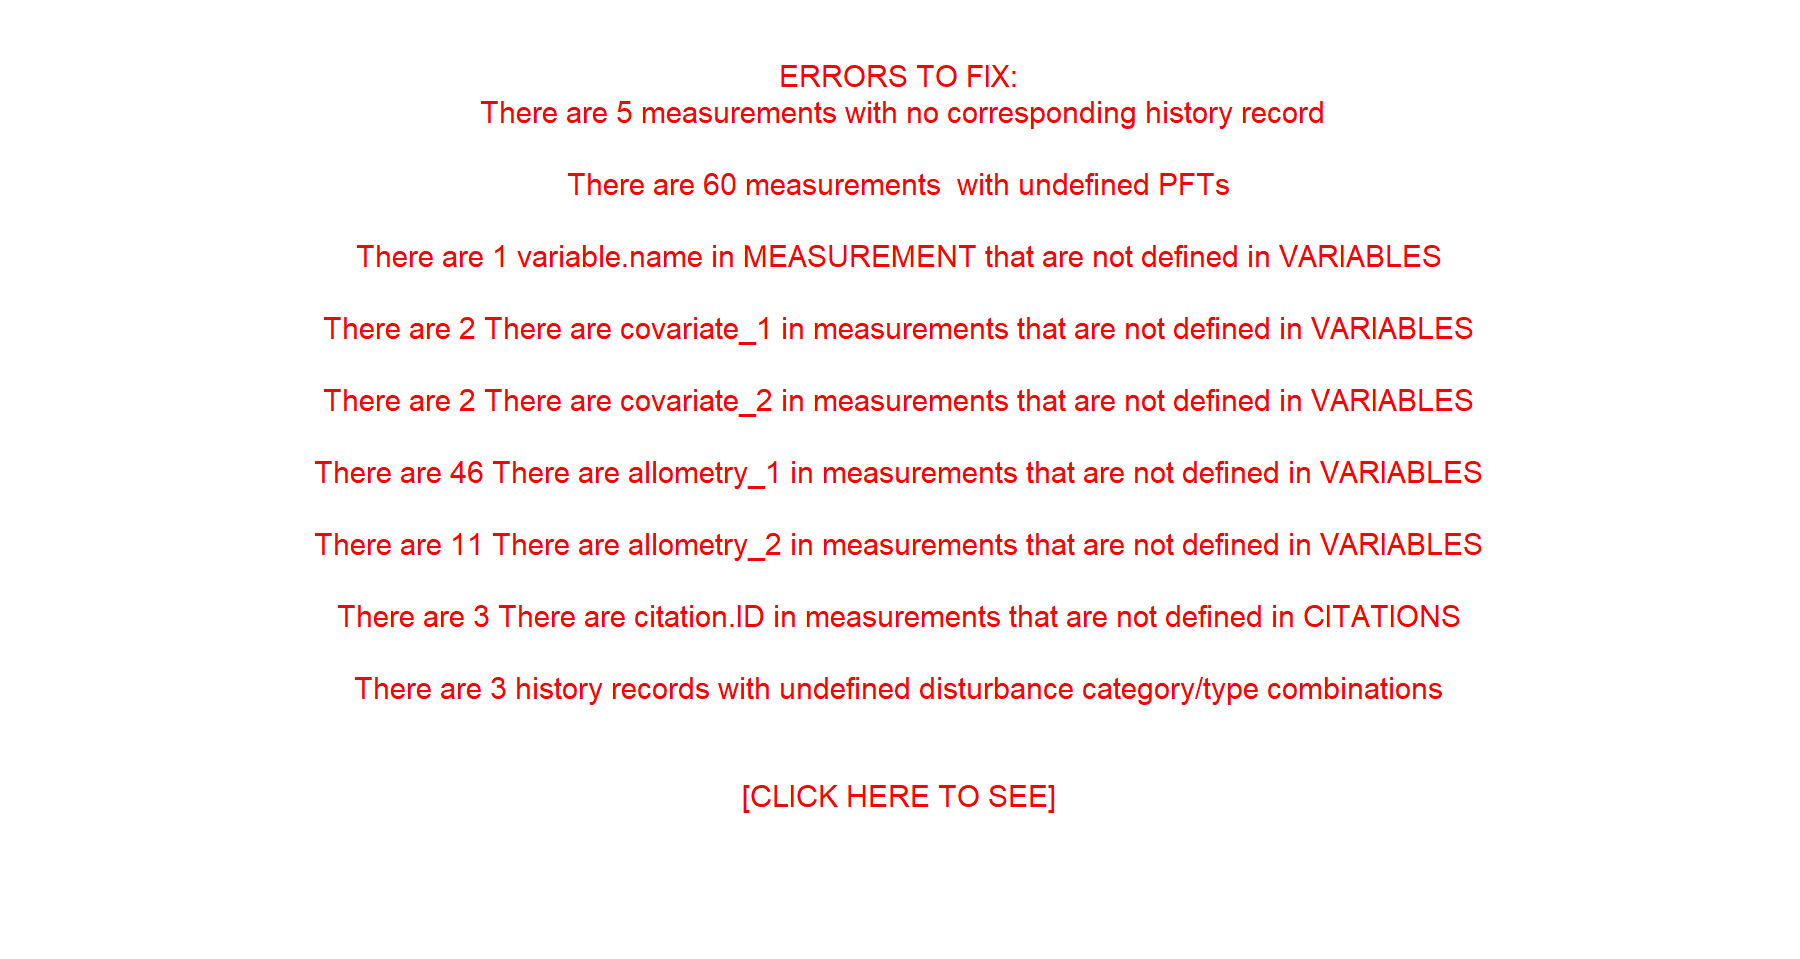 ERRORS TO FIX:
There are 5 measurements with no corresponding history record
There are 60 measurements  with undefined PFTs
There are 1 variable.name in MEASUREMENT that are not defined in VARIABLES
There are 2 There are covariate_1 in measurements that are not defined in VARIABLES
There are 2 There are covariate_2 in measurements that are not defined in VARIABLES
There are 46 There are allometry_1 in measurements that are not defined in VARIABLES
There are 11 There are allometry_2 in measurements that are not defined in VARIABLES
There are 3 There are citation.ID in measurements that are not defined in CITATIONS
There are 3 history records with undefined disturbance category/type combinations
[CLICK HERE TO SEE]